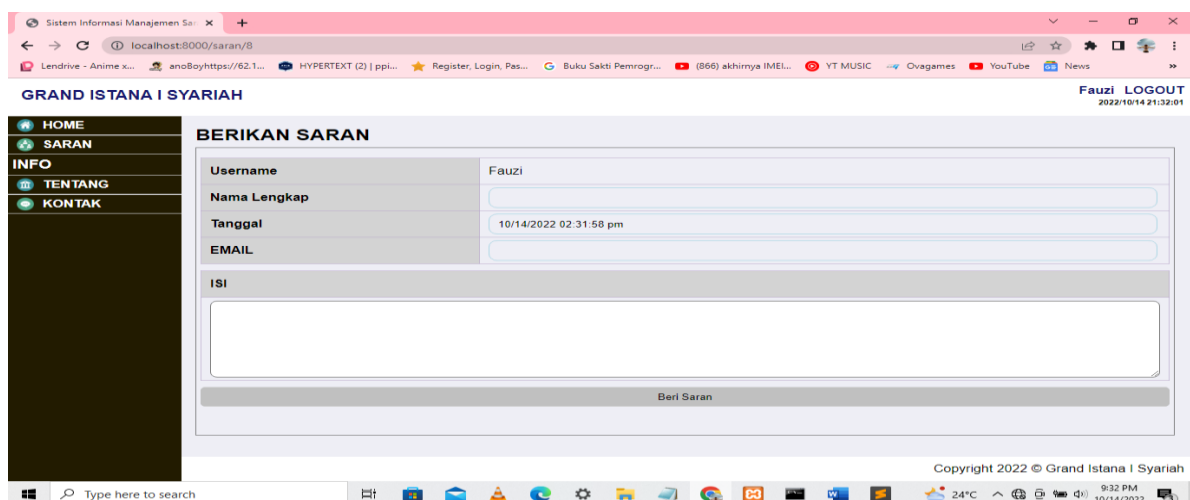 Sistem Informasi Manajemen Sar
localhost:8000/saran/8
Lendrive - Anime x... anoBoyhttps://62.1... HYPERTEXT (2) | ppi... Register, Login, Pas... Buku Sakti Pemrogr... (866) akhirnya IMEI... YT MUSIC Ovagames YouTube News »
GRAND ISTANA I SYARIAH
Fauzi LOGOUT
2022/10/14 21:32:01
HOME
SARAN
INFO
TENTANG
KONTAK
BERIKAN SARAN
Username Fauzi
Nama Lengkap
Tanggal 10/14/2022 02:31:58 pm
EMAIL
ISI
Beri Saran
Copyright 2022 © Grand Istana I Syariah
Type here to search
24°C 9:32 PM
10/14/2022